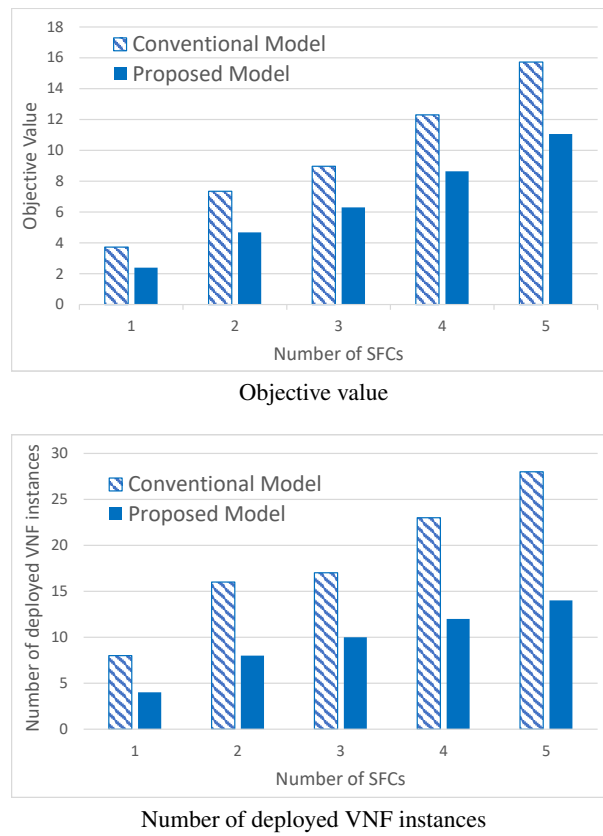 18
16
14
12
10
8
6
4
2
0
Objective Value
Conventional Model
Proposed Model
1 2 3 4 5
Number of SFCs
Objective value
30
25
20
15
10
5
0
Number of deployed VNF instances
Conventional Model
Proposed Model
1 2 3 4 5
Number of SFCs
Number of deployed VNF instances